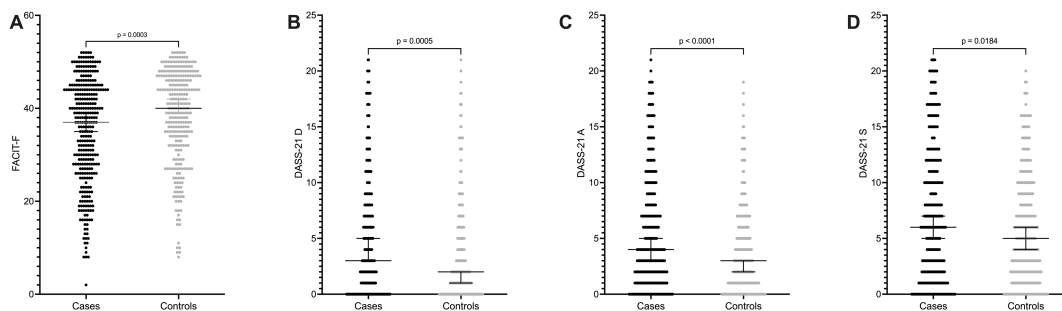 A
p = 0.0003
FACIT-F
60
40
20
0
Cases
Controls
B
p = 0.0005
DASS-21 D
25
20
15
10
5
0
Cases
Controls
C
p < 0.0001
DASS-21 A
25
20
15
10
5
0
Cases
Controls
D
p = 0.0184
DASS-21 S
25
20
15
10
5
0
Cases
Controls